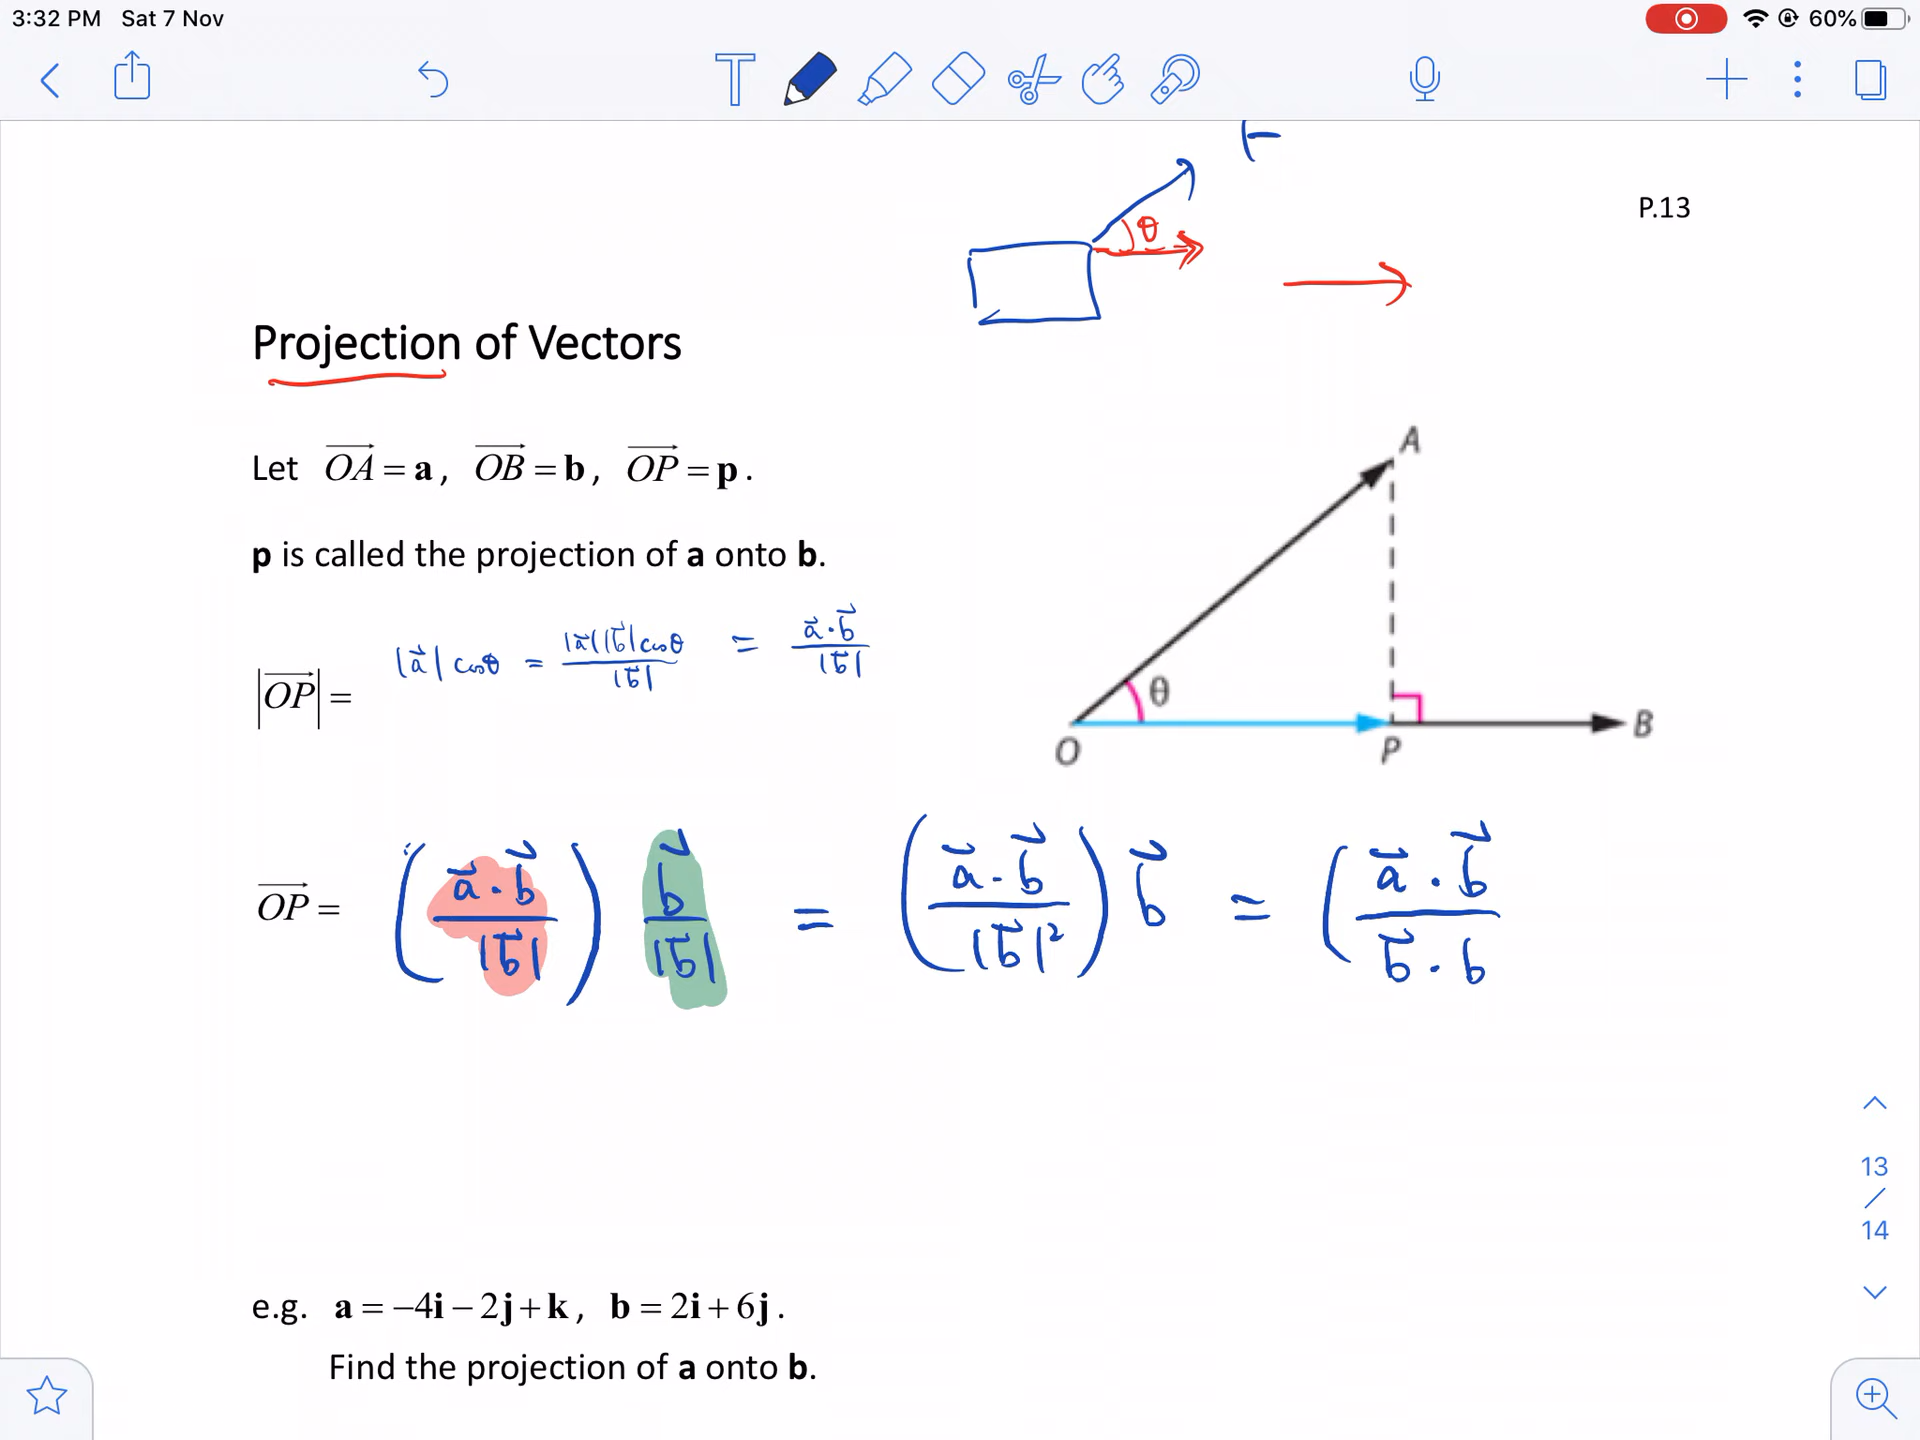 3:32 PM Sat 7 Nov
60%
T
P.13
θ
Projection of Vectors
Let OA = a, OB = b, OP = p.
A
p is called the projection of a onto b.
|OP| = |a⃗| cosθ = |a⃗||b⃗|cosθ / |b⃗| = a⃗·b⃗ / |b⃗|
θ
O P B
OP = (a⃗·b⃗ / |b⃗|) b⃗ / |b⃗| = (a⃗·b⃗ / |b⃗|²) b⃗ = (a⃗·b⃗ / b⃗·b
13
/
14
e.g. a = −4i − 2j + k, b = 2i + 6j.
Find the projection of a onto b.